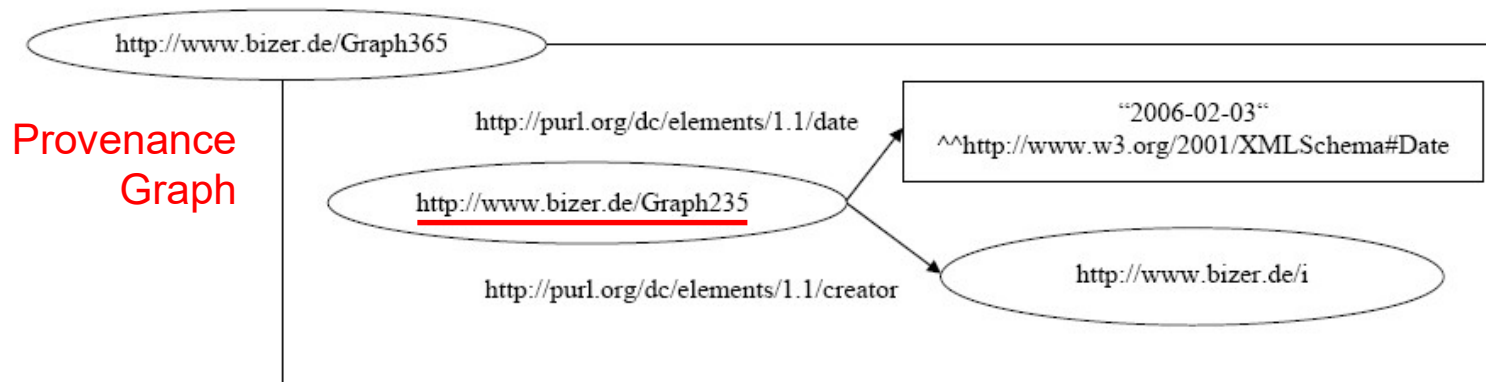 http://www.bizer.de/Graph365
Provenance
Graph
http://purl.org/dc/elements/1.1/date
“2006-02-03“
^^http://www.w3.org/2001/XMLSchema#Date
http://www.bizer.de/Graph235
http://purl.org/dc/elements/1.1/creator
http://www.bizer.de/i